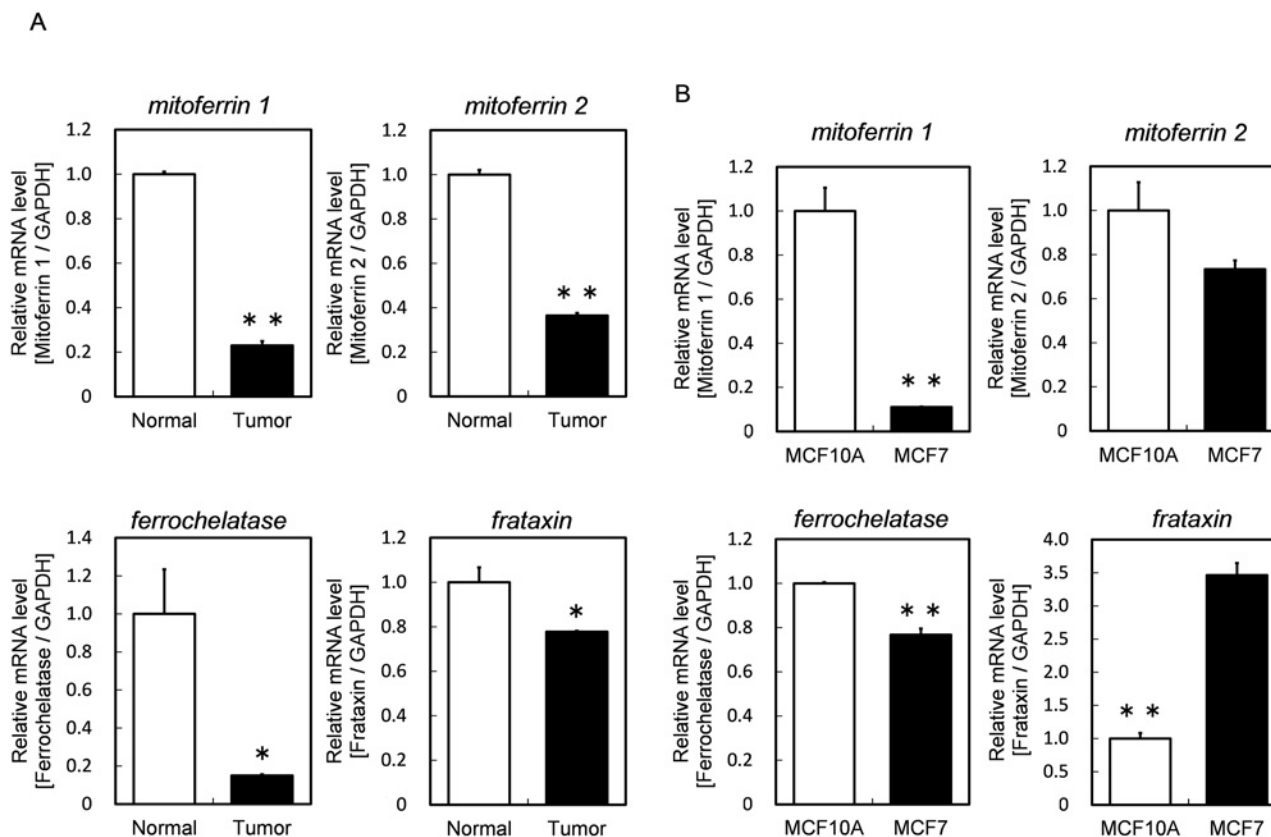 A
mitoferrin 1
Relative mRNA level
[Mitoferrin 1 / GAPDH]
1.2
1.0
0.8
0.6
0.4
0.2
0
* *
Normal
Tumor
mitoferrin 2
Relative mRNA level
[Mitoferrin 2 / GAPDH]
1.2
1.0
0.8
0.6
0.4
0.2
0
* *
Normal
Tumor
ferrochelatase
Relative mRNA level
[Ferrochelatase / GAPDH]
1.4
1.2
1.0
0.8
0.6
0.4
0.2
0
*
Normal
Tumor
frataxin
Relative mRNA level
[Frataxin / GAPDH]
1.2
1.0
0.8
0.6
0.4
0.2
0
*
Normal
Tumor
B
mitoferrin 1
Relative mRNA level
[Mitoferrin 1 / GAPDH]
1.2
1.0
0.8
0.6
0.4
0.2
0
* *
MCF10A
MCF7
mitoferrin 2
Relative mRNA level
[Mitoferrin 2 / GAPDH]
1.2
1.0
0.8
0.6
0.4
0.2
0
MCF10A
MCF7
ferrochelatase
Relative mRNA level
[Ferrochelatase / GAPDH]
1.2
1.0
0.8
0.6
0.4
0.2
0
* *
MCF10A
MCF7
frataxin
Relative mRNA level
[Frataxin / GAPDH]
4.0
3.5
3.0
2.5
2.0
1.5
1.0
0.5
0
* *
MCF10A
MCF7